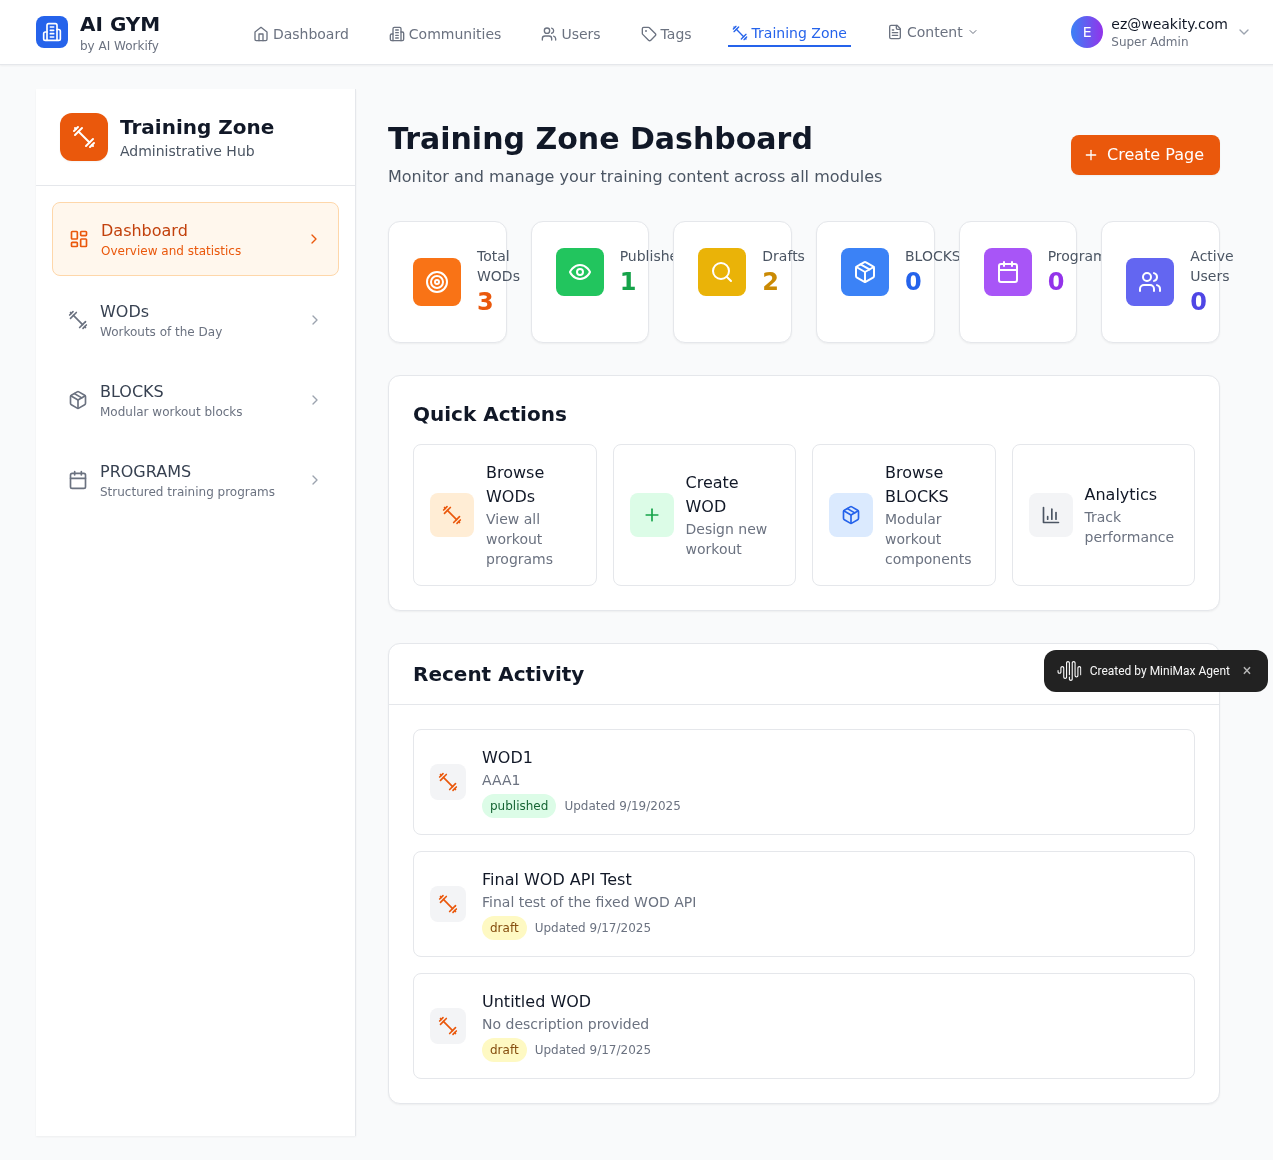 AI GYM
by AI Workify
Dashboard
Communities
Users
Tags
Training Zone
Content
E
ez@weakity.com
Super Admin
Training Zone
Administrative Hub
Dashboard
Overview and statistics
WODs
Workouts of the Day
BLOCKS
Modular workout blocks
PROGRAMS
Structured training programs
Training Zone Dashboard
Monitor and manage your training content across all modules
Create Page
Total
WODs
3
Publishe
1
Drafts
2
BLOCKS
0
Program
0
Active
Users
0
Quick Actions
Browse
WODs
View all
workout
programs
Create
WOD
Design new
workout
Browse
BLOCKS
Modular
workout
components
Analytics
Track
performance
Recent Activity
Created by MiniMax Agent
WOD1
AAA1
published Updated 9/19/2025
Final WOD API Test
Final test of the fixed WOD API
draft Updated 9/17/2025
Untitled WOD
No description provided
draft Updated 9/17/2025